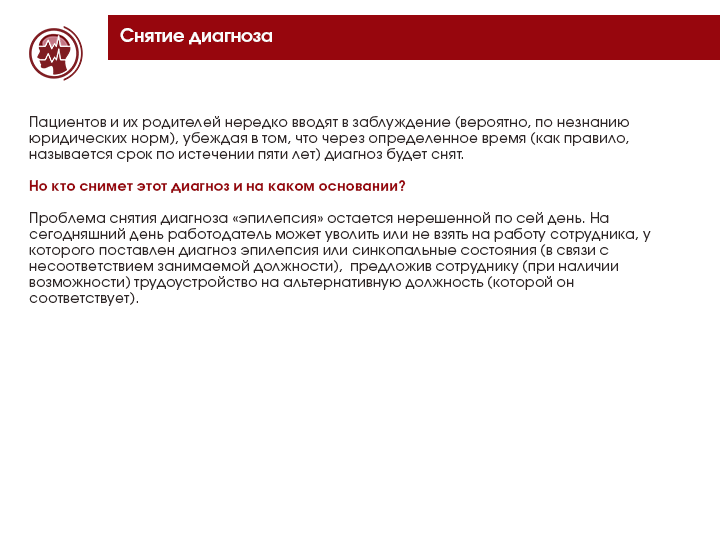 Снятие диагноза
Пациентов и их родителей нередко вводят в заблуждение (вероятно, по незнанию
юридических норм), убеждая в том, что через определенное время (как правило,
называется срок по истечении пяти лет) диагноз будет снят.
Но кто снимет этот диагноз и на каком основании?
Проблема снятия диагноза «эпилепсия» остается нерешенной по сей день. На
сегодняшний день работодатель может уволить или не взять на работу сотрудника, у
которого поставлен диагноз эпилепсия или синкопальные состояния (в связи с
несоответствием занимаемой должности),  предложив сотруднику (при наличии
возможности) трудоустройство на альтернативную должность (которой он
соответствует).